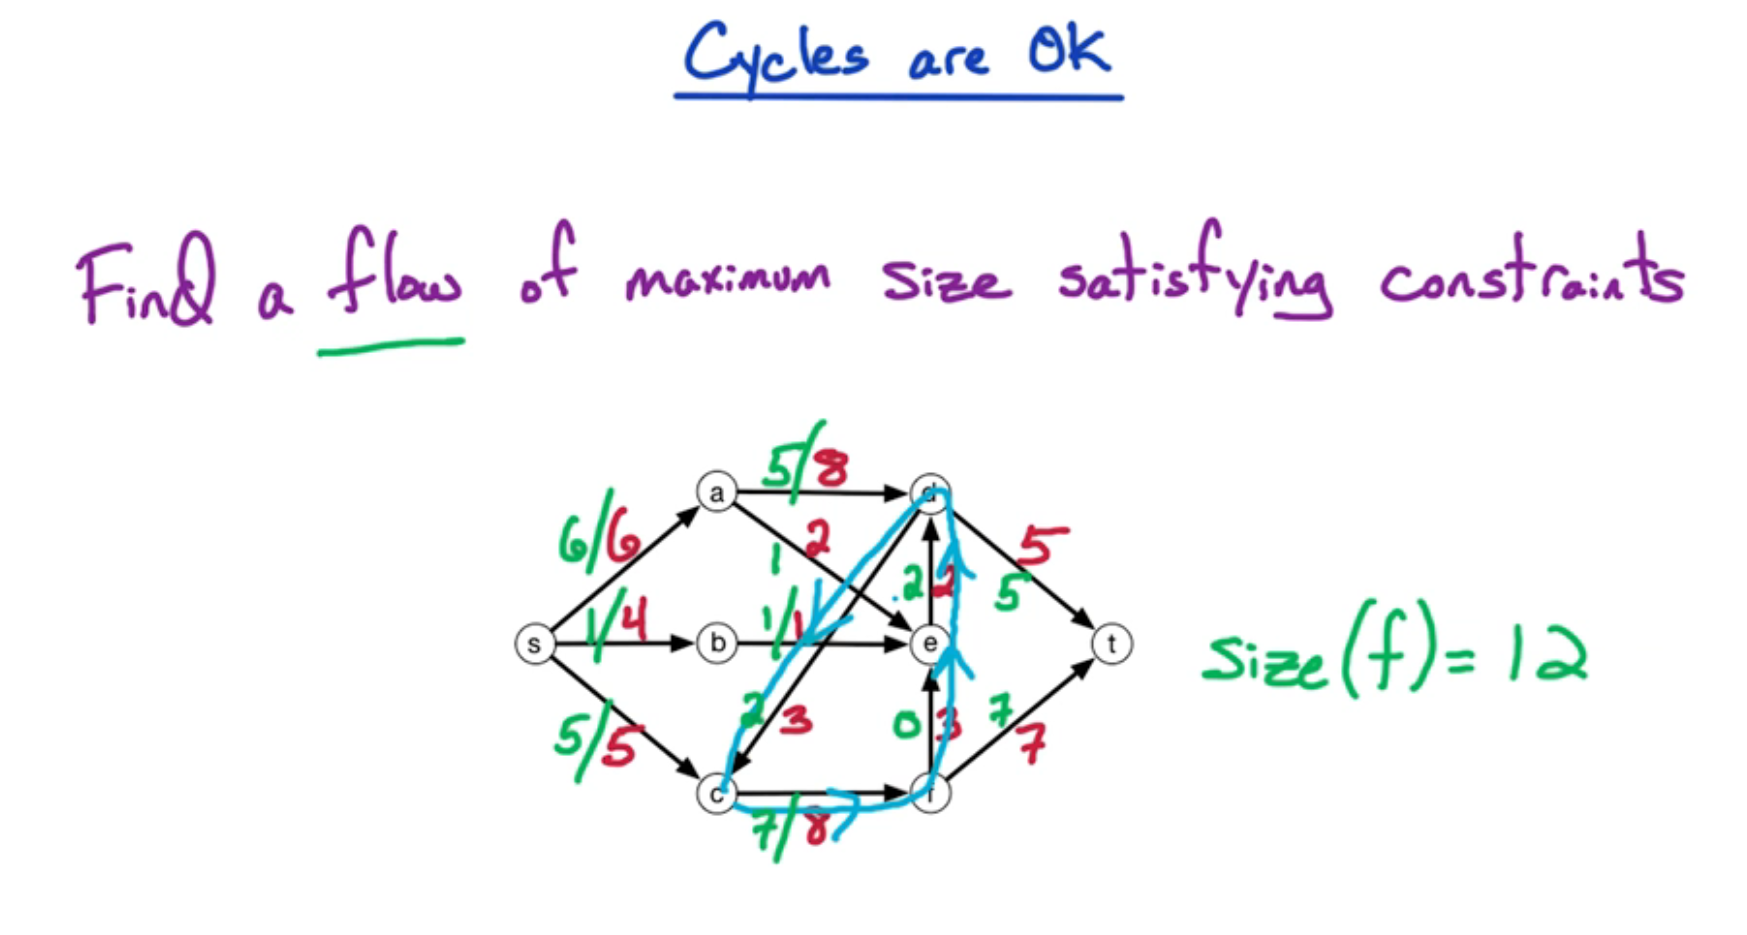 Cycles are OK
Find a flow of maximum size satisfying constraints
5/8
a
d
6/6
2
1
2
2
5
5
1/4
1/1
s
b
e
t
size(f)=12
5/5
2
3
0
3
7
7
c
f
7/8